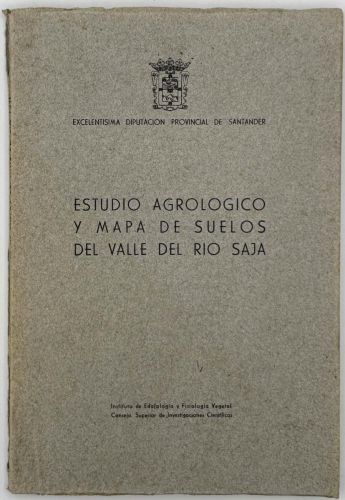 EXCELENTISIMA DIPUTACION PROVINCIAL DE SANTANDER
ESTUDIO AGROLOGICO
Y MAPA DE SUELOS
DEL VALLE DEL RIO SAJA
Instituto de Edafología y Fisiología Vegetal
Consejo Superior de Investigaciones Científicas